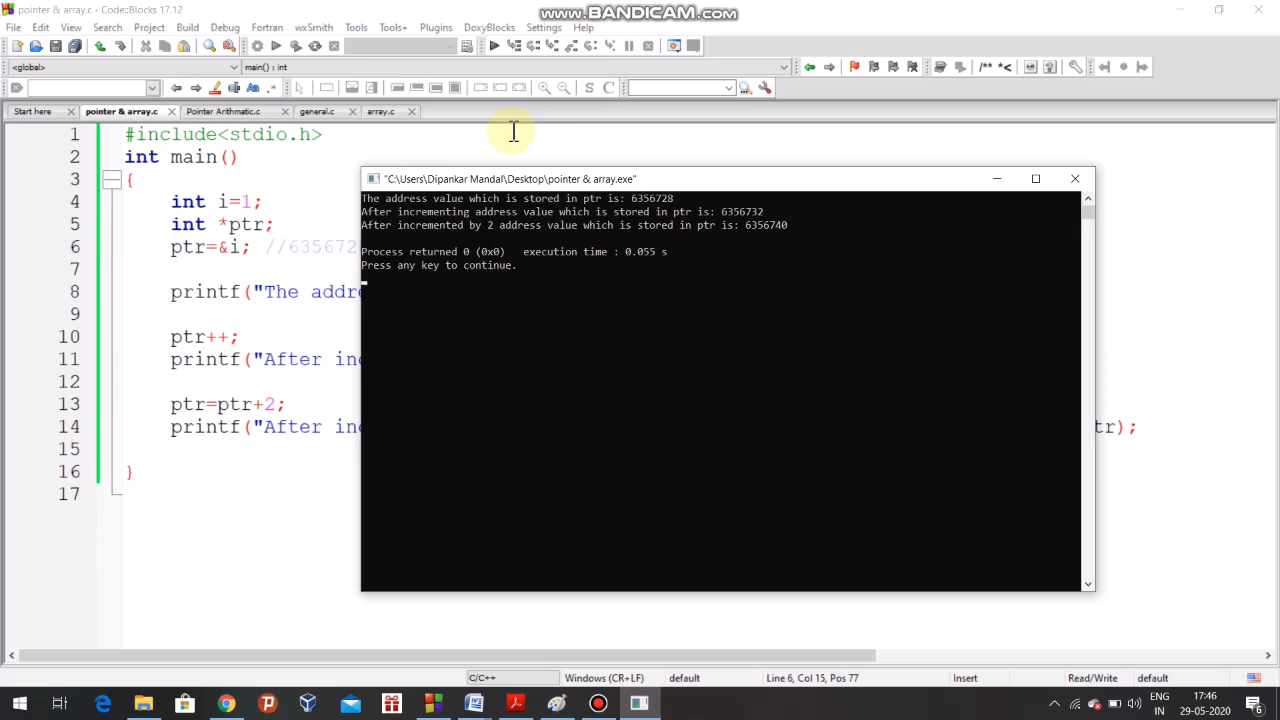 pointer & array.c - Code::Blocks 17.12
www.BANDICAM.com
File Edit View Search Project Build Debug Fortran wxSmith Tools Tools+ Plugins DoxyBlocks Settings Help
<global> main() : int
/** *<
S C
Start here pointer & array.c Pointer Arithmatic.c general.c array.c
1 #include<stdio.h>
2 int main()
3 {
4 int i=1;
5 int *ptr;
6 ptr=&i; //635672
7
8 printf("The addre
9
10 ptr++;
11 printf("After inc
12
13 ptr=ptr+2;
14 printf("After inc tr);
15
16 }
17
"C:\Users\Dipankar Mandal\Desktop\pointer & array.exe"
The address value which is stored in ptr is: 6356728
After incrementing address value which is stored in ptr is: 6356732
After incremented by 2 address value which is stored in ptr is: 6356740
Process returned 0 (0x0) execution time : 0.055 s
Press any key to continue.
C/C++ Windows (CR+LF) default Line 6, Col 15, Pos 77 Insert Read/Write default
ENG 17:46
IN 29-05-2020 6